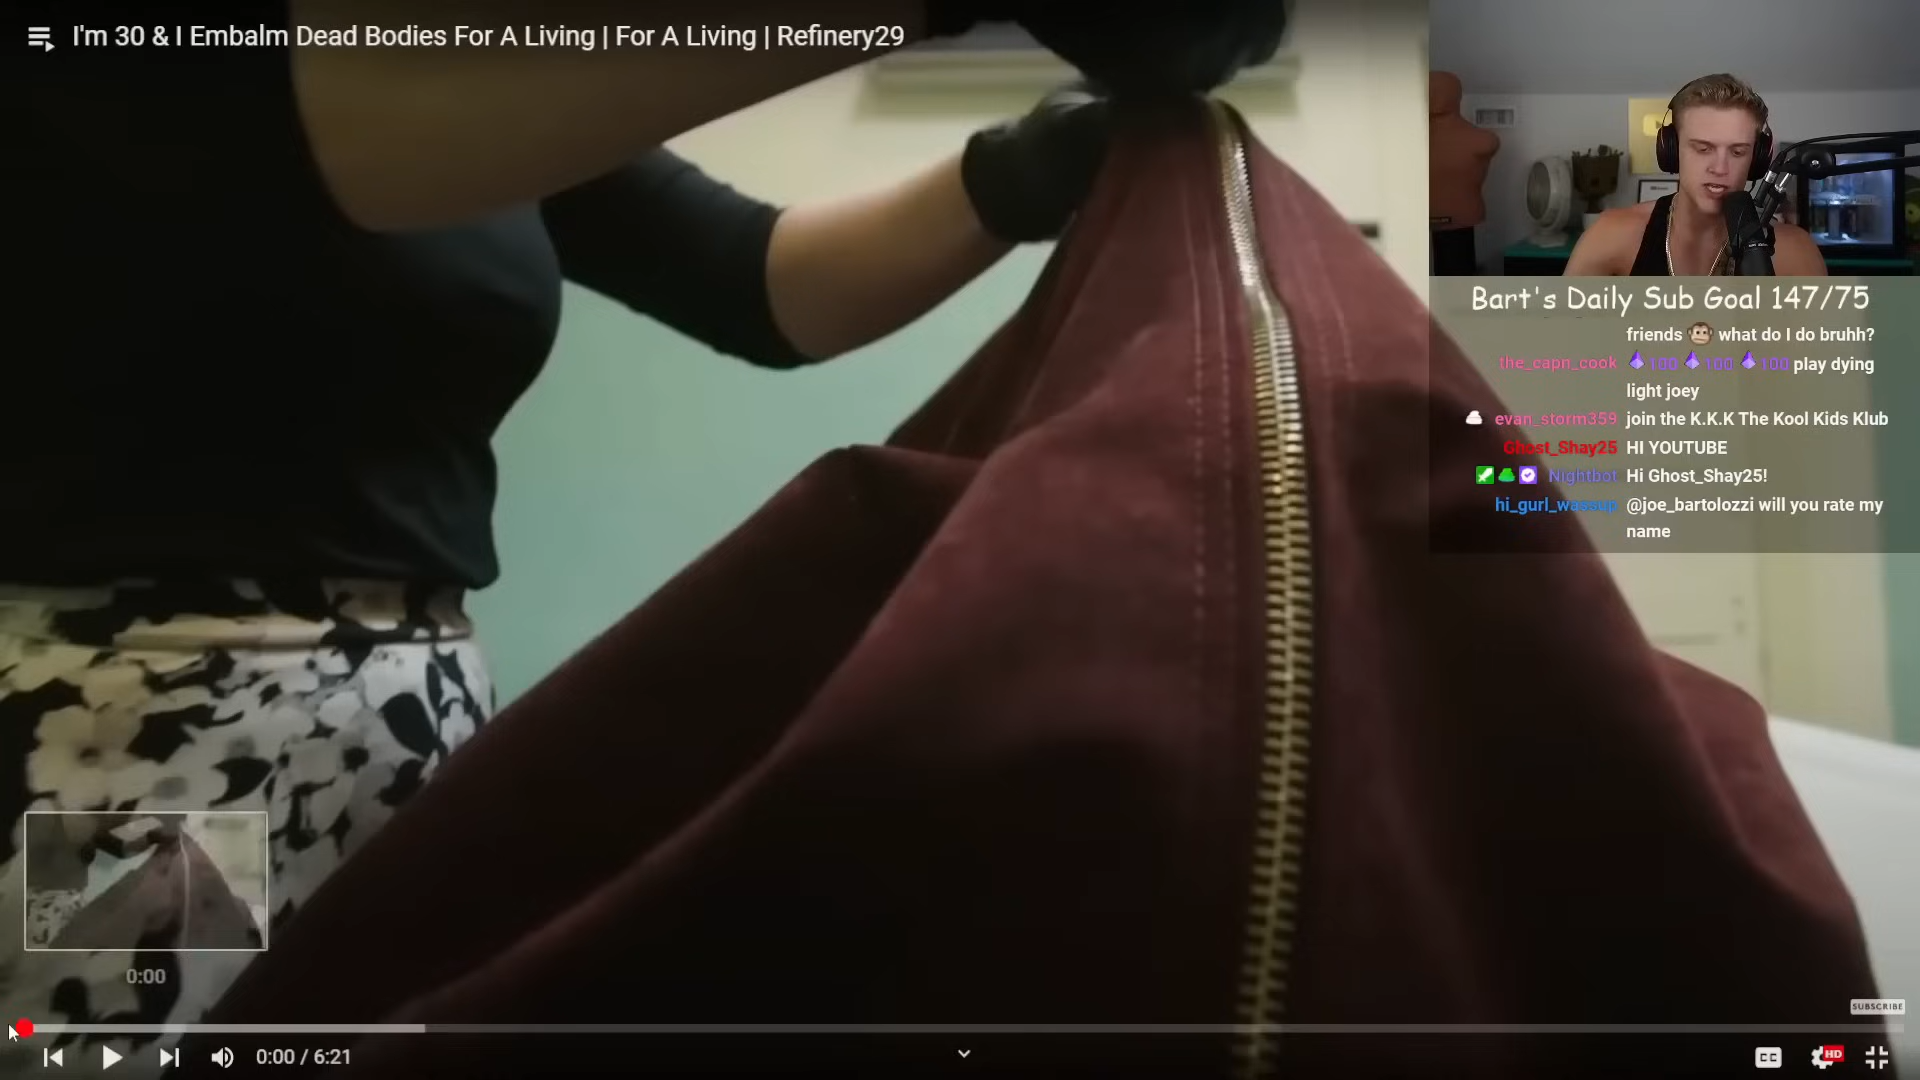 I'm 30 & I Embalm Dead Bodies For A Living | For A Living | Refinery29
Bart's Daily Sub Goal 147/75
friends 🐵 what do I do bruhh?
the_capn_cook 100 100 100 play dying
light joey
evan_storm359 join the K.K.K The Kool Kids Klub
Ghost_Shay25 HI YOUTUBE
Nightbot Hi Ghost_Shay25!
hi_gurl_wassup @joe_bartolozzi will you rate my
name
0:00
SUBSCRIBE
0:00 / 6:21
CC
HD